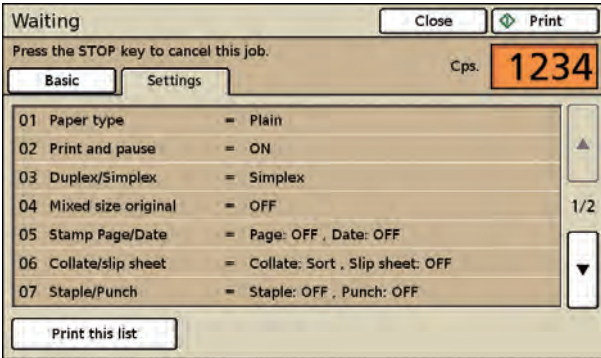 Waiting
Close
Print
Press the STOP key to cancel this job.
Cps.
1234
Basic
Settings
01 Paper type = Plain
02 Print and pause = ON
03 Duplex/Simplex = Simplex
04 Mixed size original = OFF
1/2
05 Stamp Page/Date = Page: OFF , Date: OFF
06 Collate/slip sheet = Collate: Sort , Slip sheet: OFF
07 Staple/Punch = Staple: OFF , Punch: OFF
Print this list